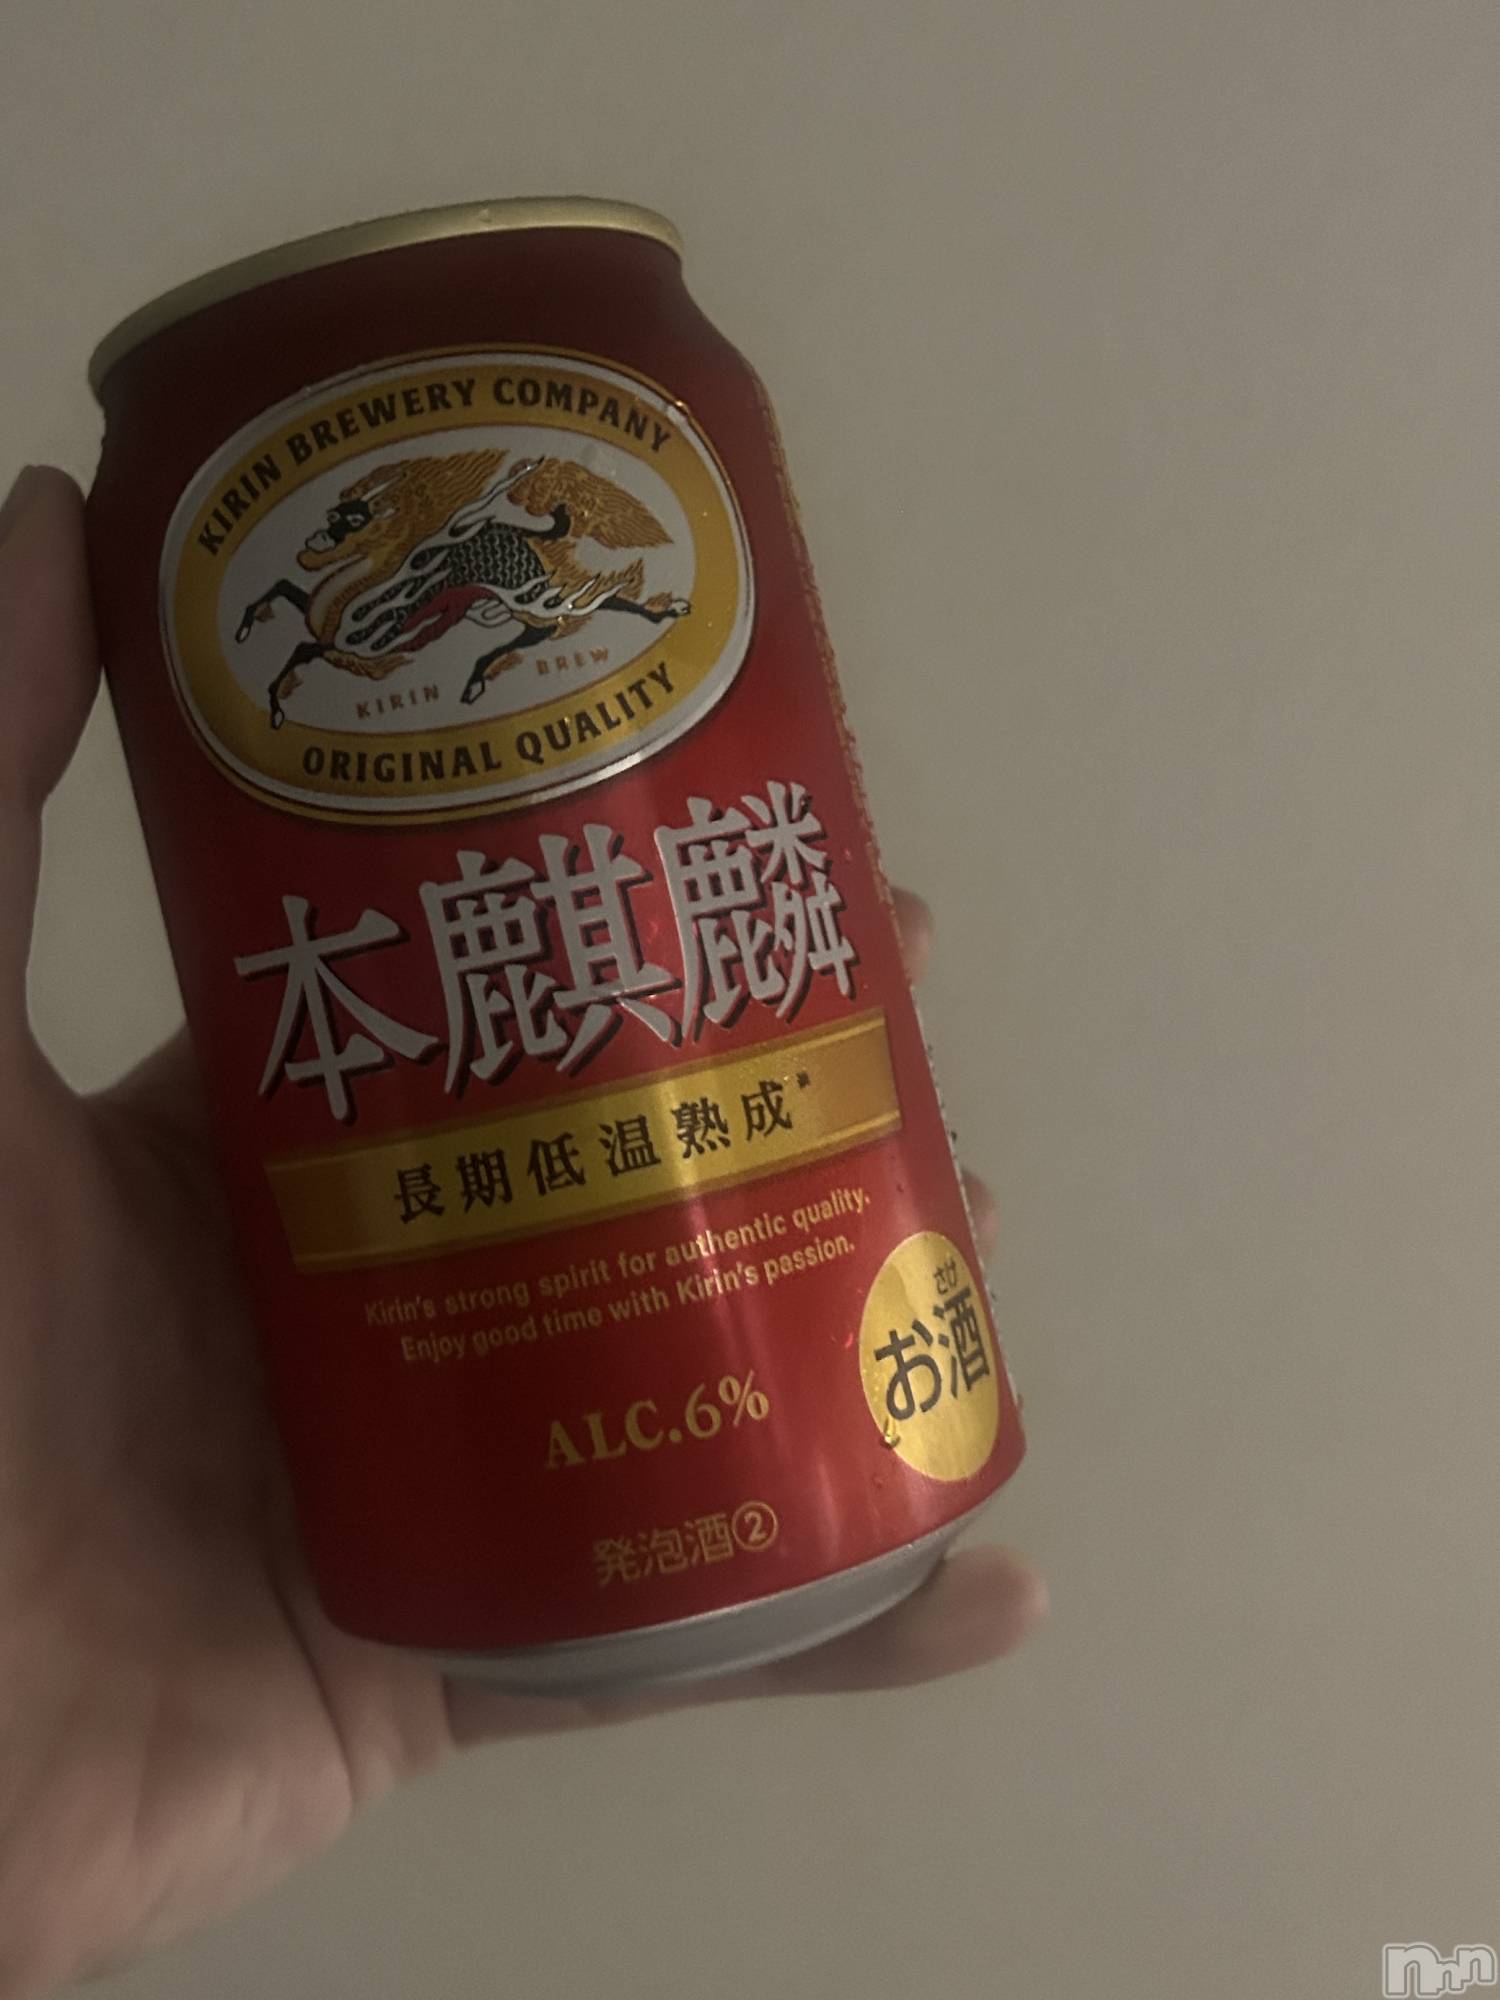 KIRIN BREWERY COMPANY
KIRIN BREW
ORIGINAL QUALITY
本麒麟
長期低温熟成
Kirin's strong spirit for authentic quality.
Enjoy good time with Kirin's passion.
さけ
お酒
ALC.6%
発泡酒②
nnn